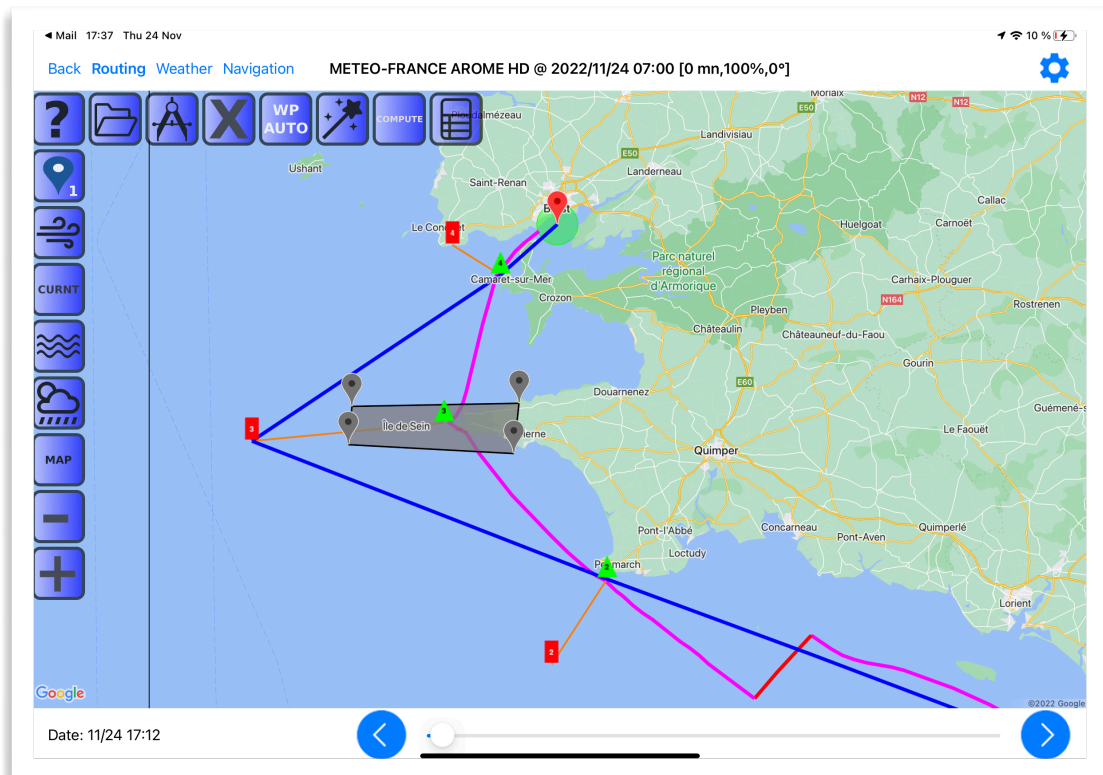 ◀ Mail 17:37 Thu 24 Nov 10 %
Back Routing Weather Navigation METEO-FRANCE AROME HD @ 2022/11/24 07:00 [0 mn,100%,0°]
?
X
WP
AUTO
COMPUTE
1
CURNT
MAP
Morlaix
N12
N12
E50
Ploudalmézeau
Landivisiau
E50
Ushant
Landerneau
Saint-Renan
Callac
Le Conquet
4
Huelgoat
Carnoët
Parc naturel
régional
d'Armorique
4
Camaret-sur-Mer
Carhaix-Plouguer
Crozon
N164
Rostrenen
Pleyben
Châteaulin
Châteauneuf-du-Faou
Gourin
E60
Douarnenez
3
Guémené-s
3
Île de Sein
ierne
Le Faouët
Quimper
Pont-l'Abbé
Concarneau
Quimperlé
Pont-Aven
Loctudy
2
Lorient
2
Google
©2022 Google
Date: 11/24 17:12